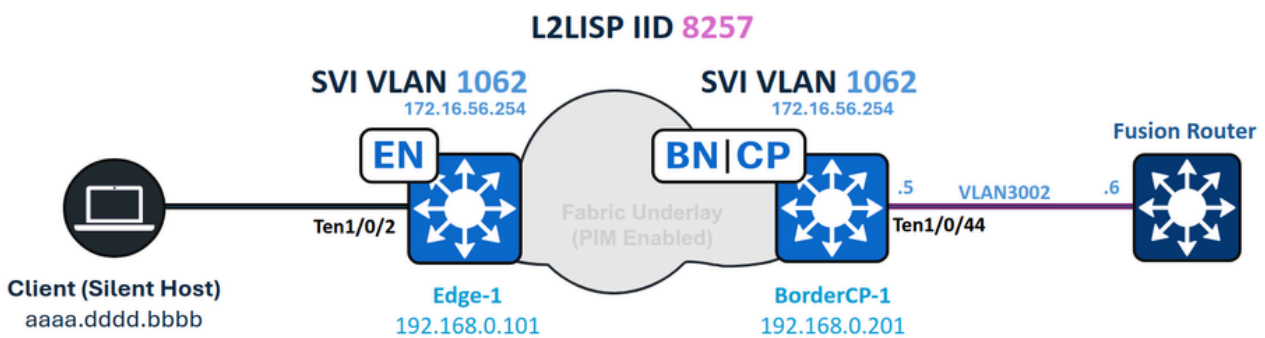 L2LISP IID 8257
SVI VLAN 1062
172.16.56.254
SVI VLAN 1062
172.16.56.254
Fusion Router
EN
BN|CP
.5
VLAN3002
.6
Fabric Underlay
(PIM Enabled)
Ten1/0/2
Ten1/0/44
Client (Silent Host)
aaaa.dddd.bbbb
Edge-1
192.168.0.101
BorderCP-1
192.168.0.201